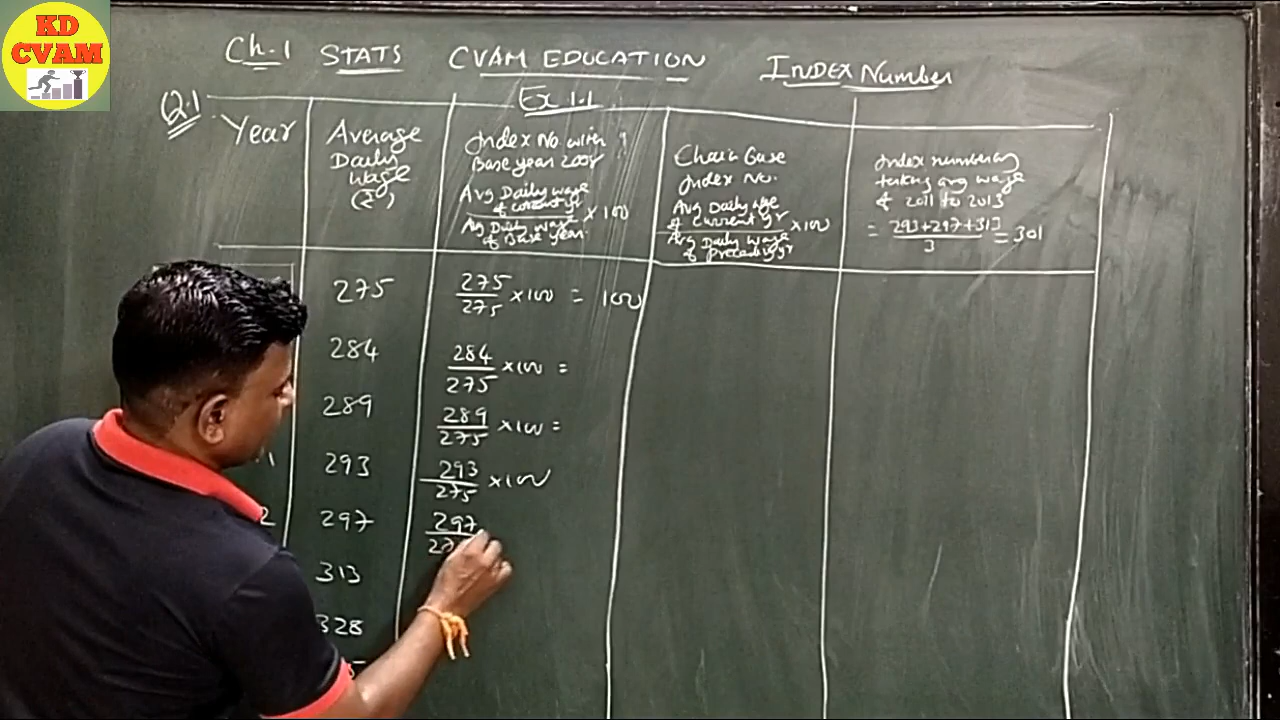 KD
CVAM
Ch.1 STATS CVAM EDUCATION INDEX Number
Ex 1.1
Q.1
Year
Average
Daily
Wage
(₹)
Index No. with
Base year 2008
Avg Daily wage
of current yr
× 100
Avg Daily wage
of Base year
Chain Base
Index No.
Avg Daily
of current yr
×100
Avg Daily wage
of preceding yr
Index number
taking avg wage
of 2011 to 2013
= 293+297+313 = 301
3
275
275 ×100 = 100
275
284
284 ×100 =
275
289
289 ×100 =
275
293
293 ×100
275
2
297
297
27
313
328